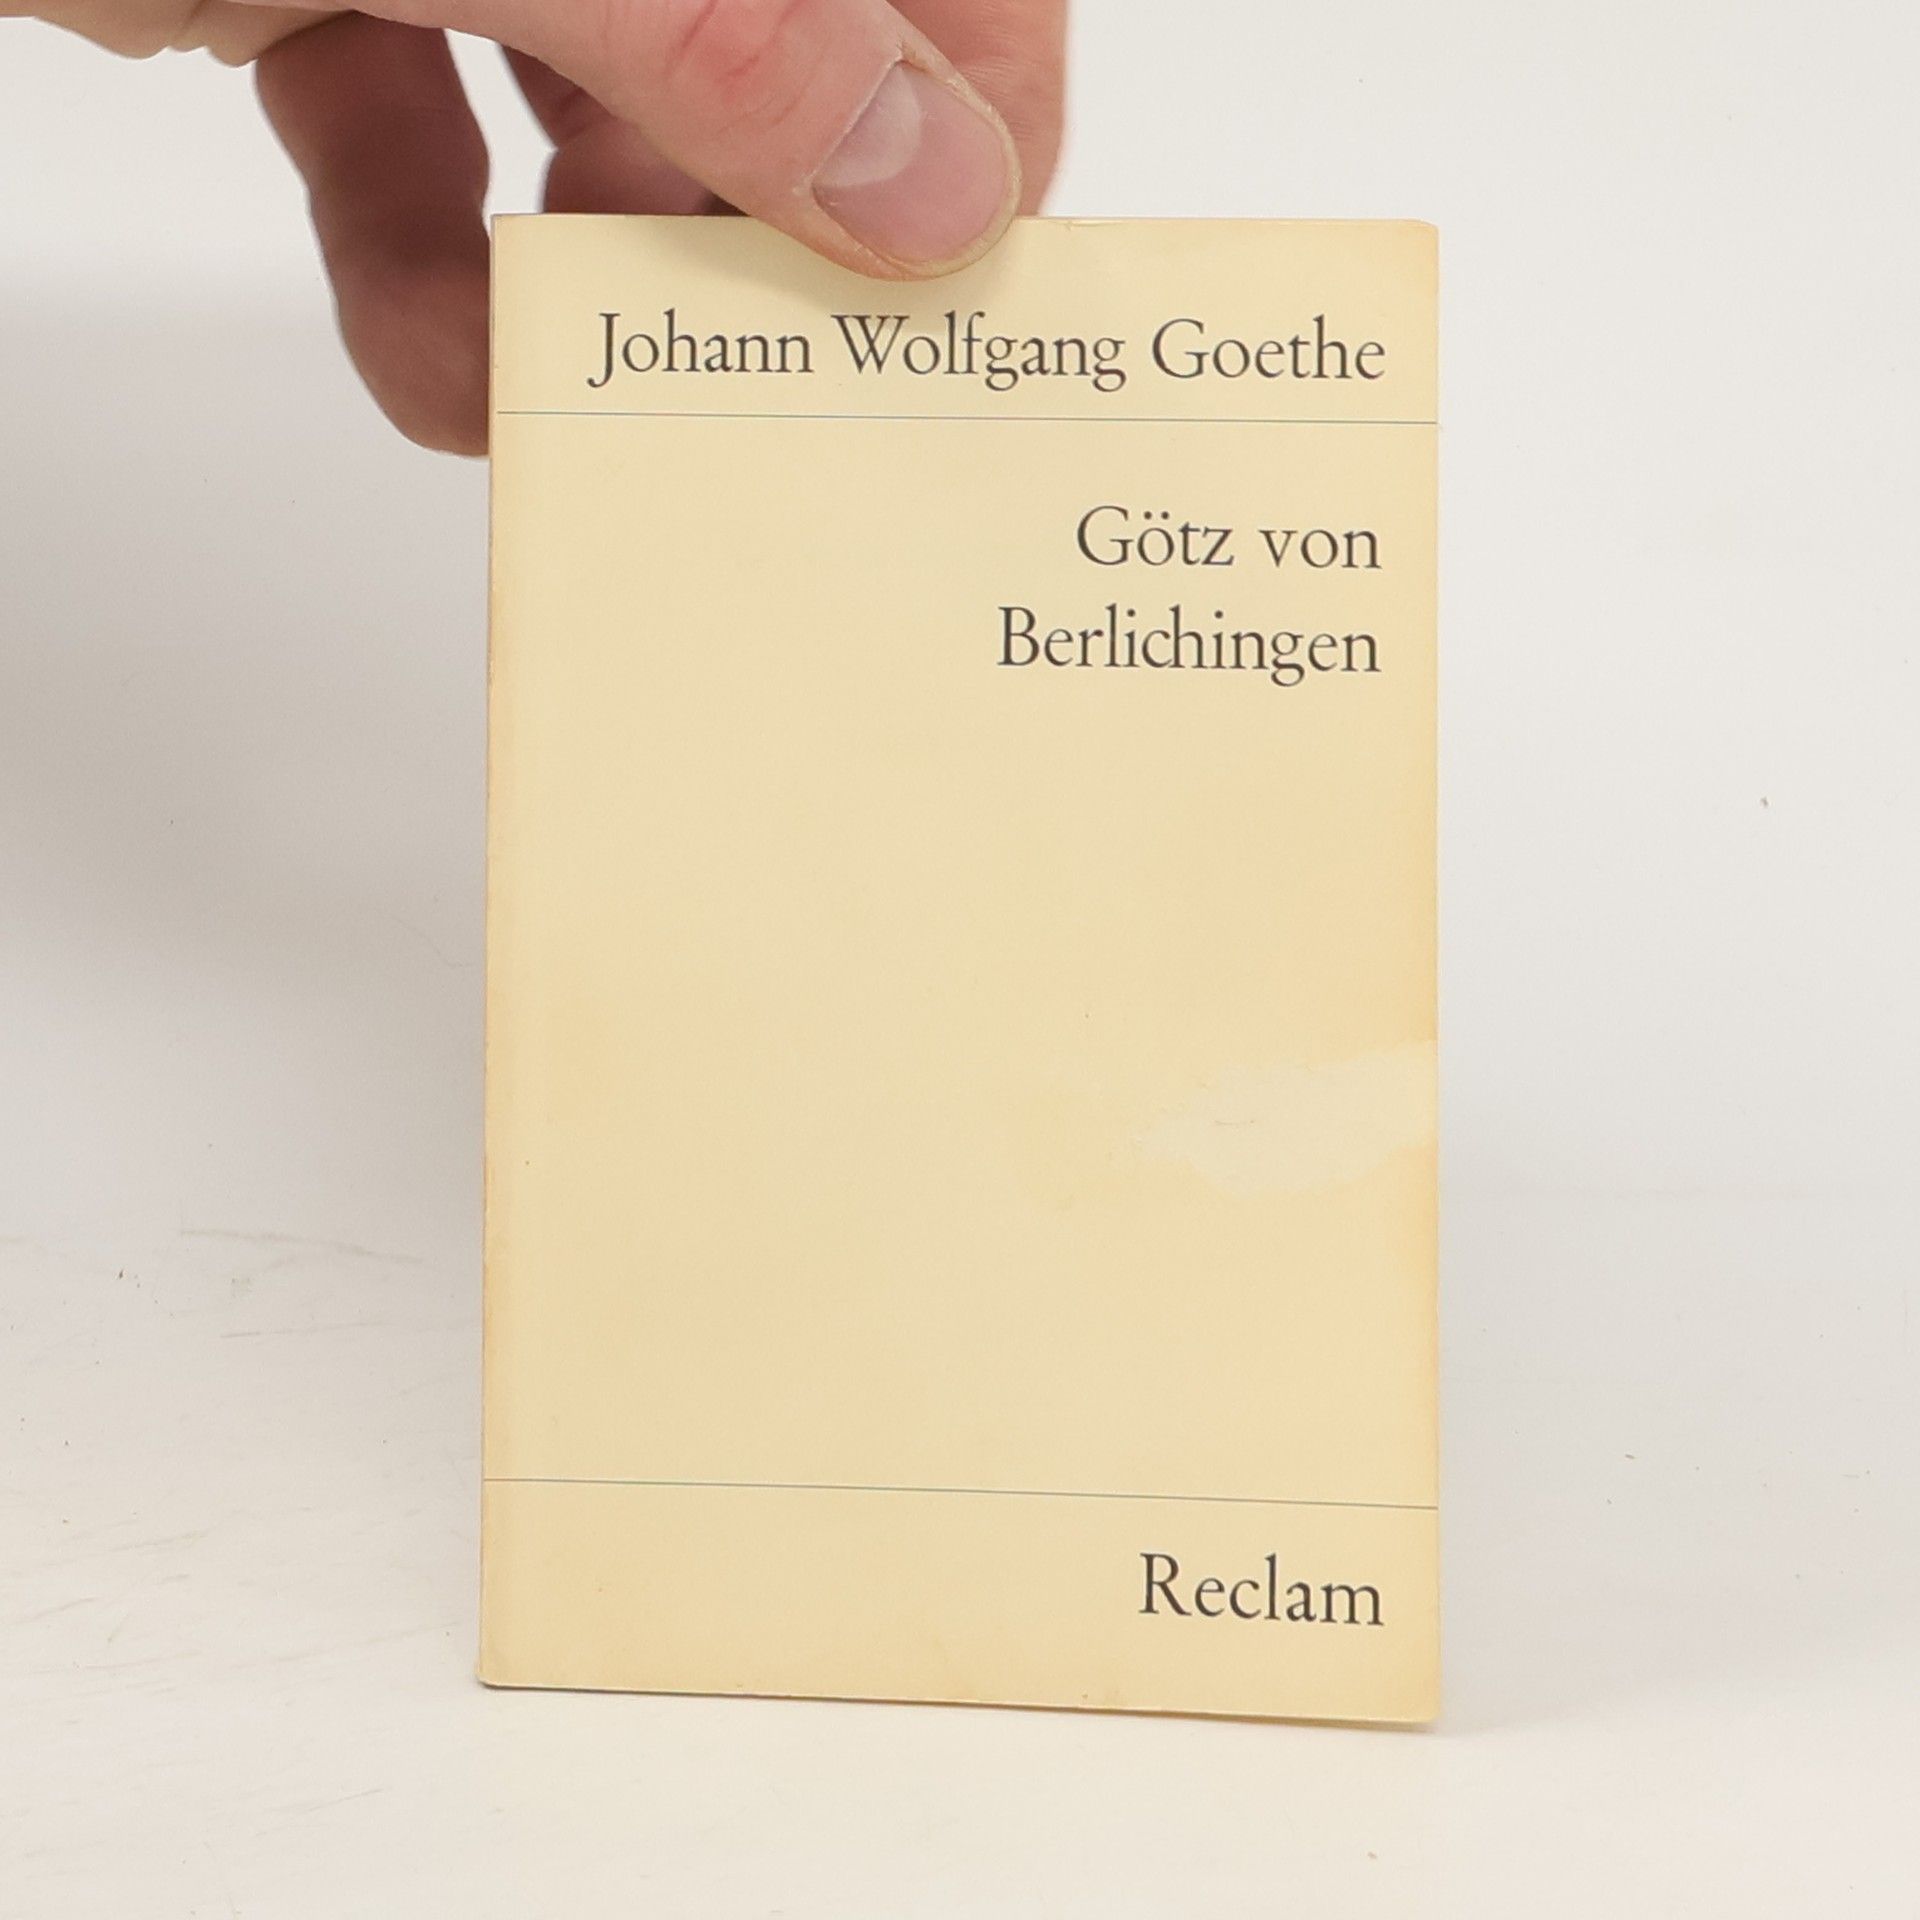 Johann Wolfgang Goethe
Götz von
Berlichingen
Reclam